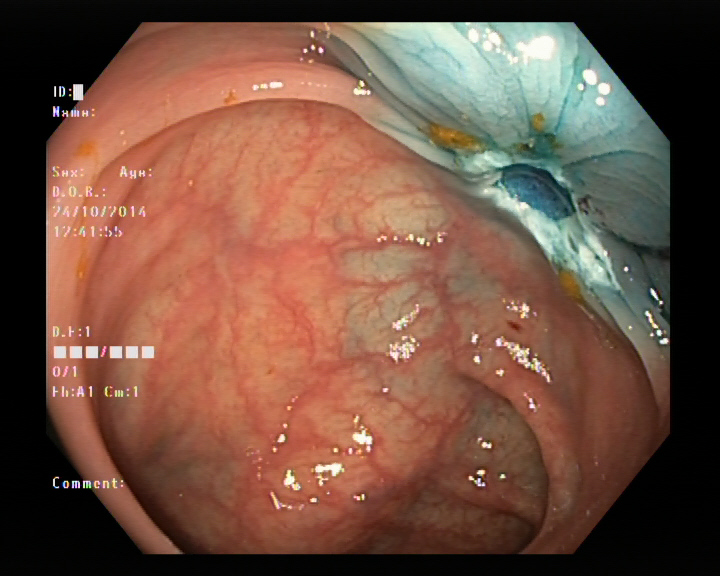 ID:
Name:
Sex: Age:
D.O.B.:
24/10/2014
12:41:55
D.F:1
■■■/■■■
0/1
Eh:A1 Cm:1
Comment: